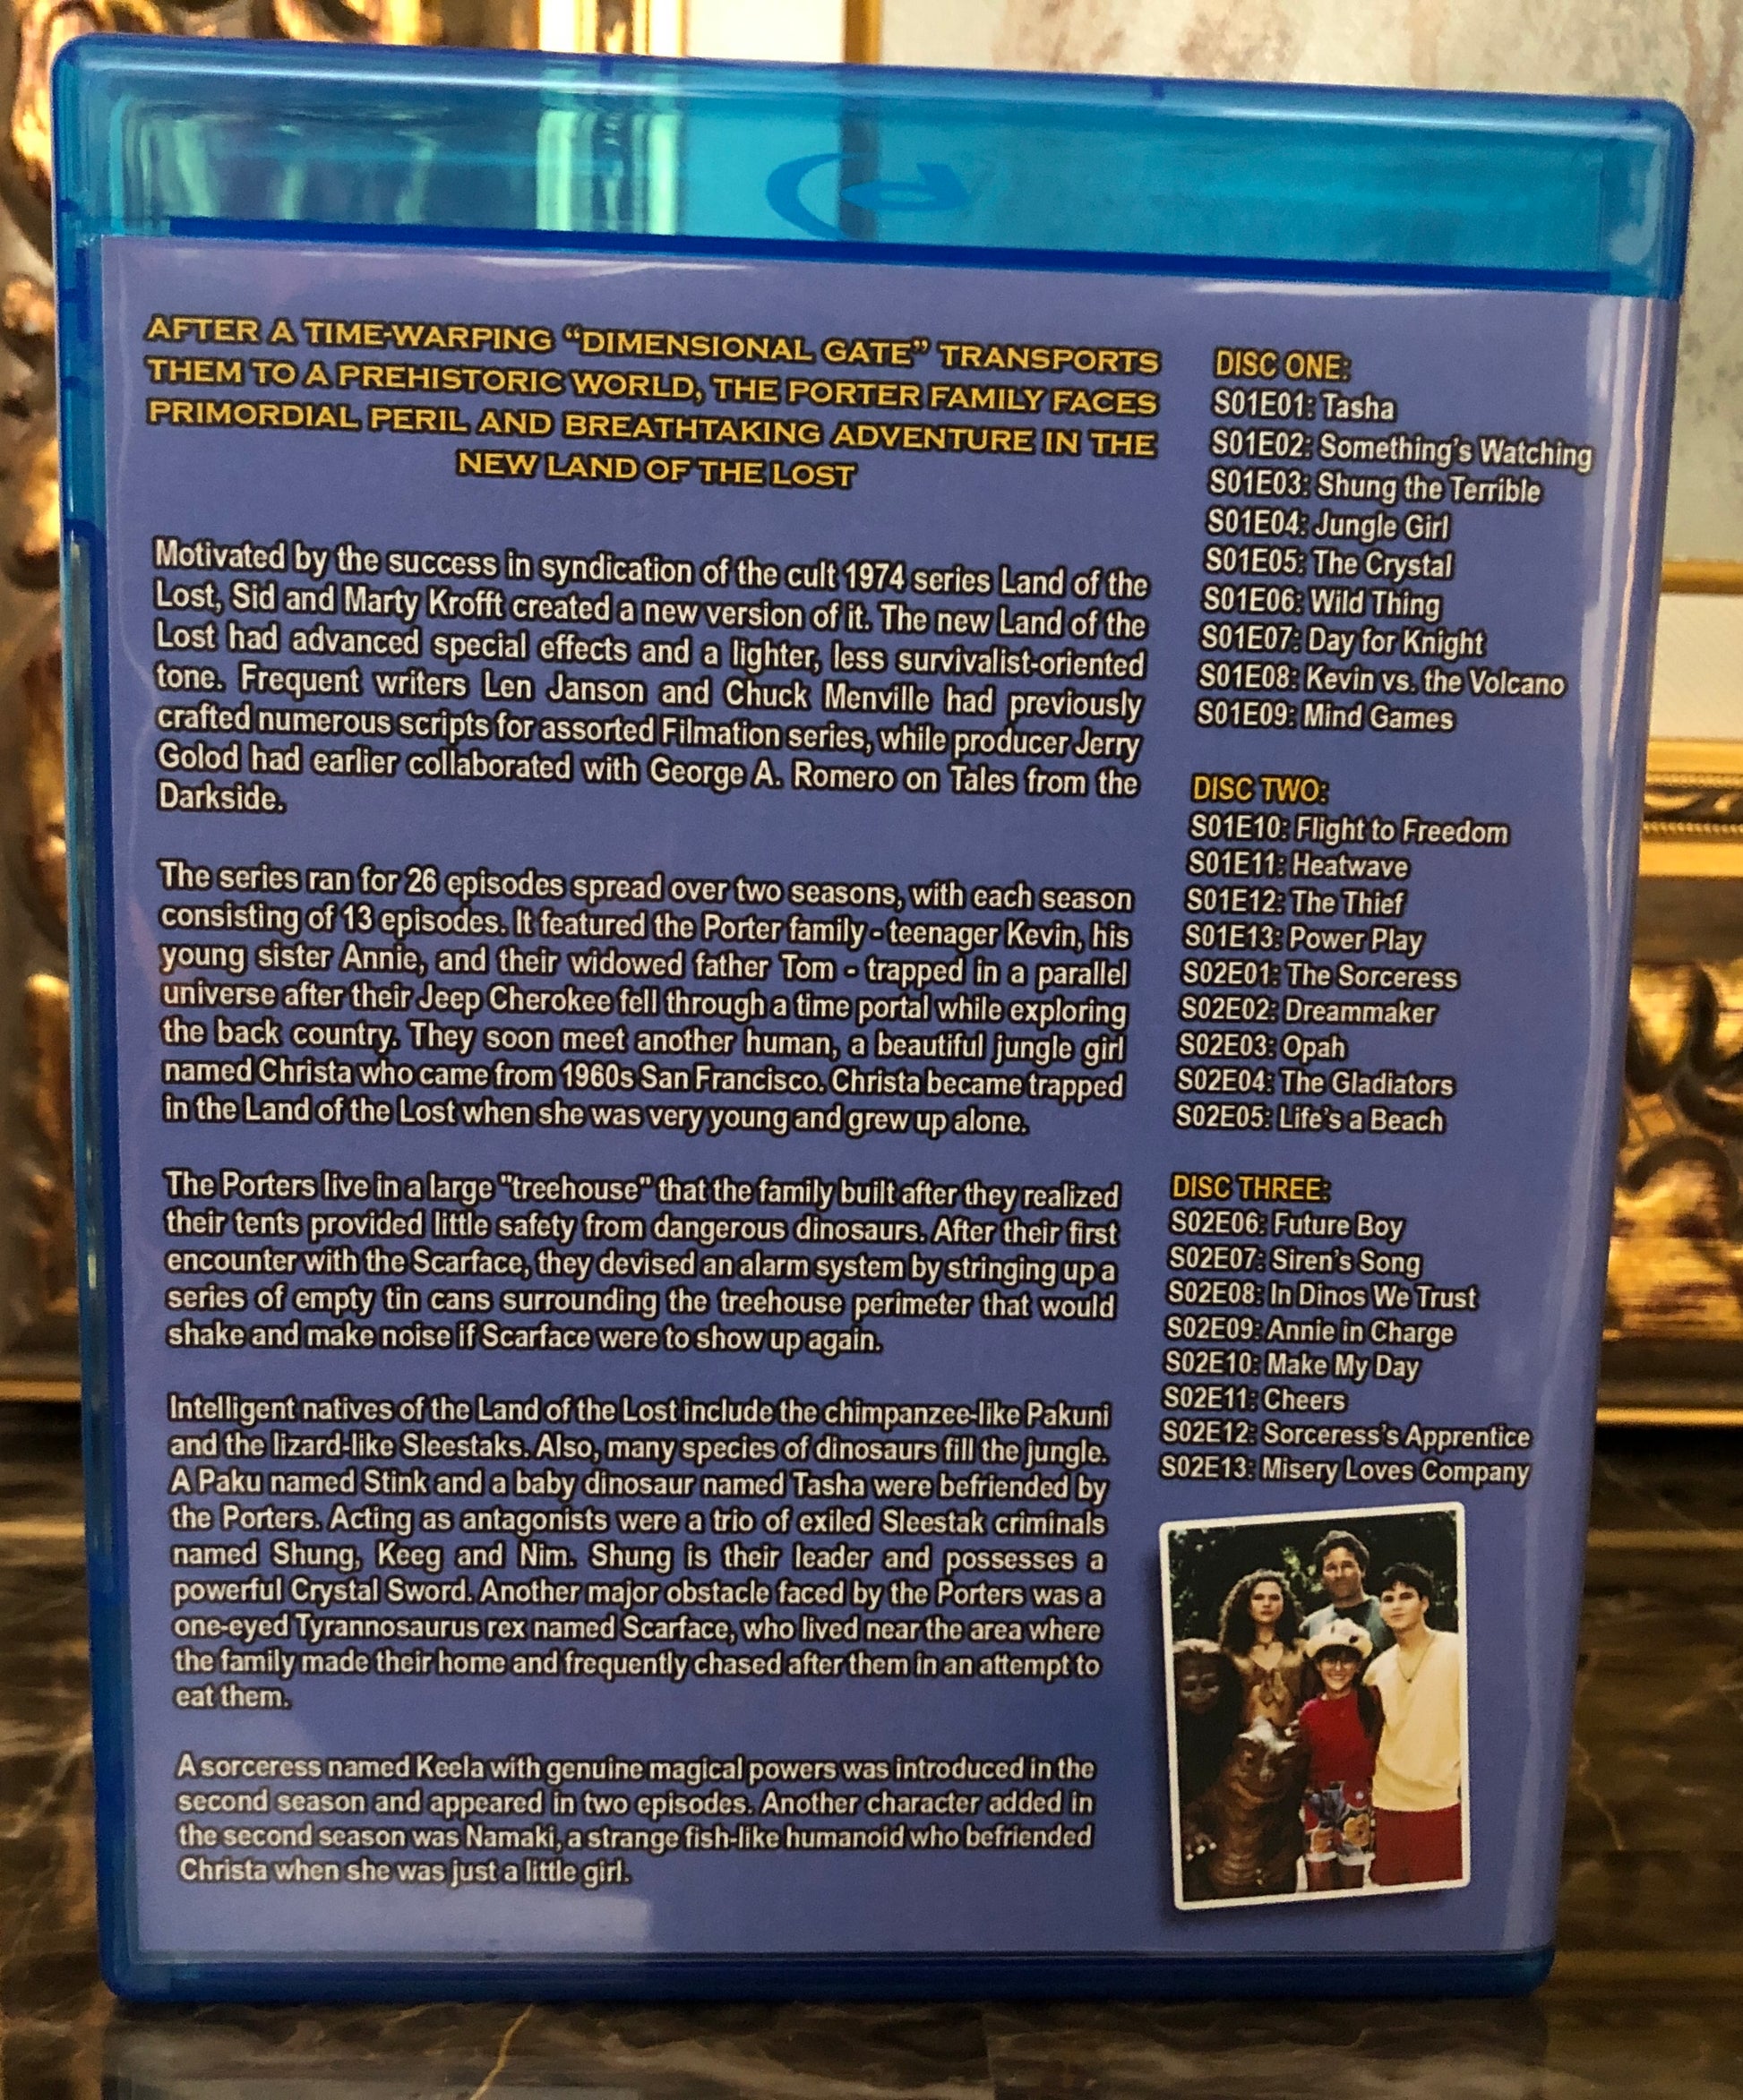 AFTER A TIME-WARPING “DIMENSIONAL GATE” TRANSPORTS
THEM TO A PREHISTORIC WORLD, THE PORTER FAMILY FACES
PRIMORDIAL PERIL AND BREATHTAKING ADVENTURE IN THE
NEW LAND OF THE LOST
Motivated by the success in syndication of the cult 1974 series Land of the
Lost, Sid and Marty Krofft created a new version of it. The new Land of the
Lost had advanced special effects and a lighter, less survivalist-oriented
tone. Frequent writers Len Janson and Chuck Menville had previously
crafted numerous scripts for assorted Filmation series, while producer Jerry
Golod had earlier collaborated with George A. Romero on Tales from the
Darkside.
The series ran for 26 episodes spread over two seasons, with each season
consisting of 13 episodes. It featured the Porter family - teenager Kevin, his
young sister Annie, and their widowed father Tom - trapped in a parallel
universe after their Jeep Cherokee fell through a time portal while exploring
the back country. They soon meet another human, a beautiful jungle girl
named Christa who came from 1960s San Francisco. Christa became trapped
in the Land of the Lost when she was very young and grew up alone.
The Porters live in a large "treehouse" that the family built after they realized
their tents provided little safety from dangerous dinosaurs. After their first
encounter with the Scarface, they devised an alarm system by stringing up a
series of empty tin cans surrounding the treehouse perimeter that would
shake and make noise if Scarface were to show up again.
Intelligent natives of the Land of the Lost include the chimpanzee-like Pakuni
and the lizard-like Sleestaks. Also, many species of dinosaurs fill the jungle.
A Paku named Stink and a baby dinosaur named Tasha were befriended by
the Porters. Acting as antagonists were a trio of exiled Sleestak criminals
named Shung, Keeg and Nim. Shung is their leader and possesses a
powerful Crystal Sword. Another major obstacle faced by the Porters was a
one-eyed Tyrannosaurus rex named Scarface, who lived near the area where
the family made their home and frequently chased after them in an attempt to
eat them.
A sorceress named Keela with genuine magical powers was introduced in the
second season and appeared in two episodes. Another character added in
the second season was Namaki, a strange fish-like humanoid who befriended
Christa when she was just a little girl.
DISC ONE:
S01E01: Tasha
S01E02: Something's Watching
S01E03: Shung the Terrible
S01E04: Jungle Girl
S01E05: The Crystal
S01E06: Wild Thing
S01E07: Day for Knight
S01E08: Kevin vs. the Volcano
S01E09: Mind Games
DISC TWO:
S01E10: Flight to Freedom
S01E11: Heatwave
S01E12: The Thief
S01E13: Power Play
S02E01: The Sorceress
S02E02: Dreammaker
S02E03: Opah
S02E04: The Gladiators
S02E05: Life's a Beach
DISC THREE:
S02E06: Future Boy
S02E07: Siren's Song
S02E08: In Dinos We Trust
S02E09: Annie in Charge
S02E10: Make My Day
S02E11: Cheers
S02E12: Sorceress's Apprentice
S02E13: Misery Loves Company